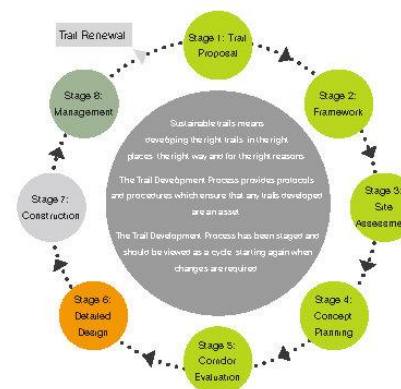 Trail Renewal
Stage 1: Trail
Proposal
Stage 2:
Framework
Stage 3:
Site
Assessme
Stage 4:
Concept
Planning
Stage 5:
Corridor
Evaluation
Stage 6:
Detailed
Design
Stage 7:
Construction
Stage 8:
Management
Sustainable trails means
developing the right trails in the right
places the right way and for the right reasons
The Trail Development Process provides protocols
and procedures which ensure that any trails developed
are an asset
The Trail Development Process has been staged and
should be viewed as a cycle starting again when
changes are required